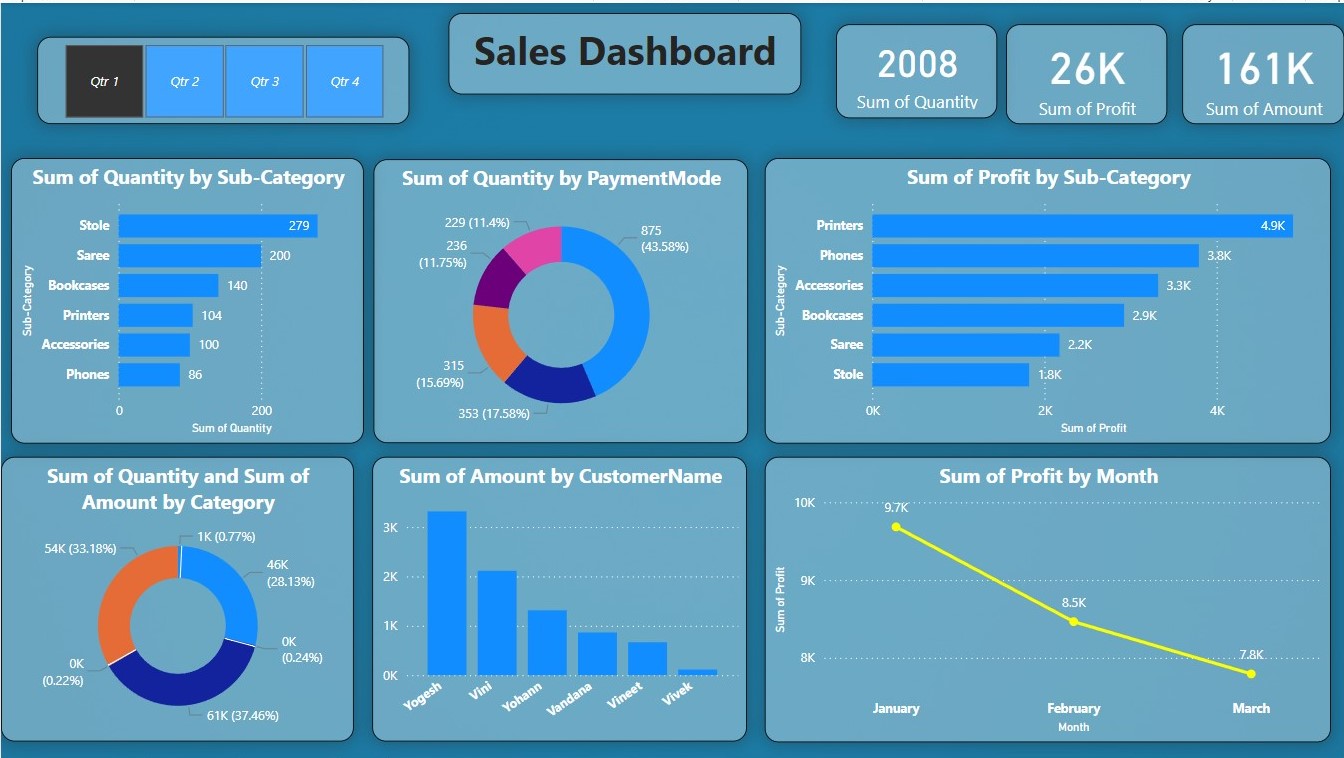 Qtr 1
Qtr 2
Qtr 3
Qtr 4
Sales Dashboard
2008
Sum of Quantity
26K
Sum of Profit
161K
Sum of Amount
Sum of Quantity by Sub-Category
Sub-Category
Stole
279
Saree
200
Bookcases
140
Printers
104
Accessories
100
Phones
86
0
200
Sum of Quantity
Sum of Quantity by PaymentMode
229 (11.4%)
875
(43.58%)
236
(11.75%)
315
(15.69%)
353 (17.58%)
Sum of Profit by Sub-Category
Sub-Category
Printers
4.9K
Phones
3.8K
Accessories
3.3K
Bookcases
2.9K
Saree
2.2K
Stole
1.8K
0K
2K
4K
Sum of Profit
Sum of Quantity and Sum of
Amount by Category
1K (0.77%)
54K (33.18%)
46K
(28.13%)
0K
(0.24%)
0K
(0.22%)
61K (37.46%)
Sum of Amount by CustomerName
3K
2K
1K
0K
Yogesh
Vini
Yohann
Vandana
Vineet
Vivek
Sum of Profit by Month
Sum of Profit
10K
9K
8K
9.7K
8.5K
7.8K
January
February
March
Month